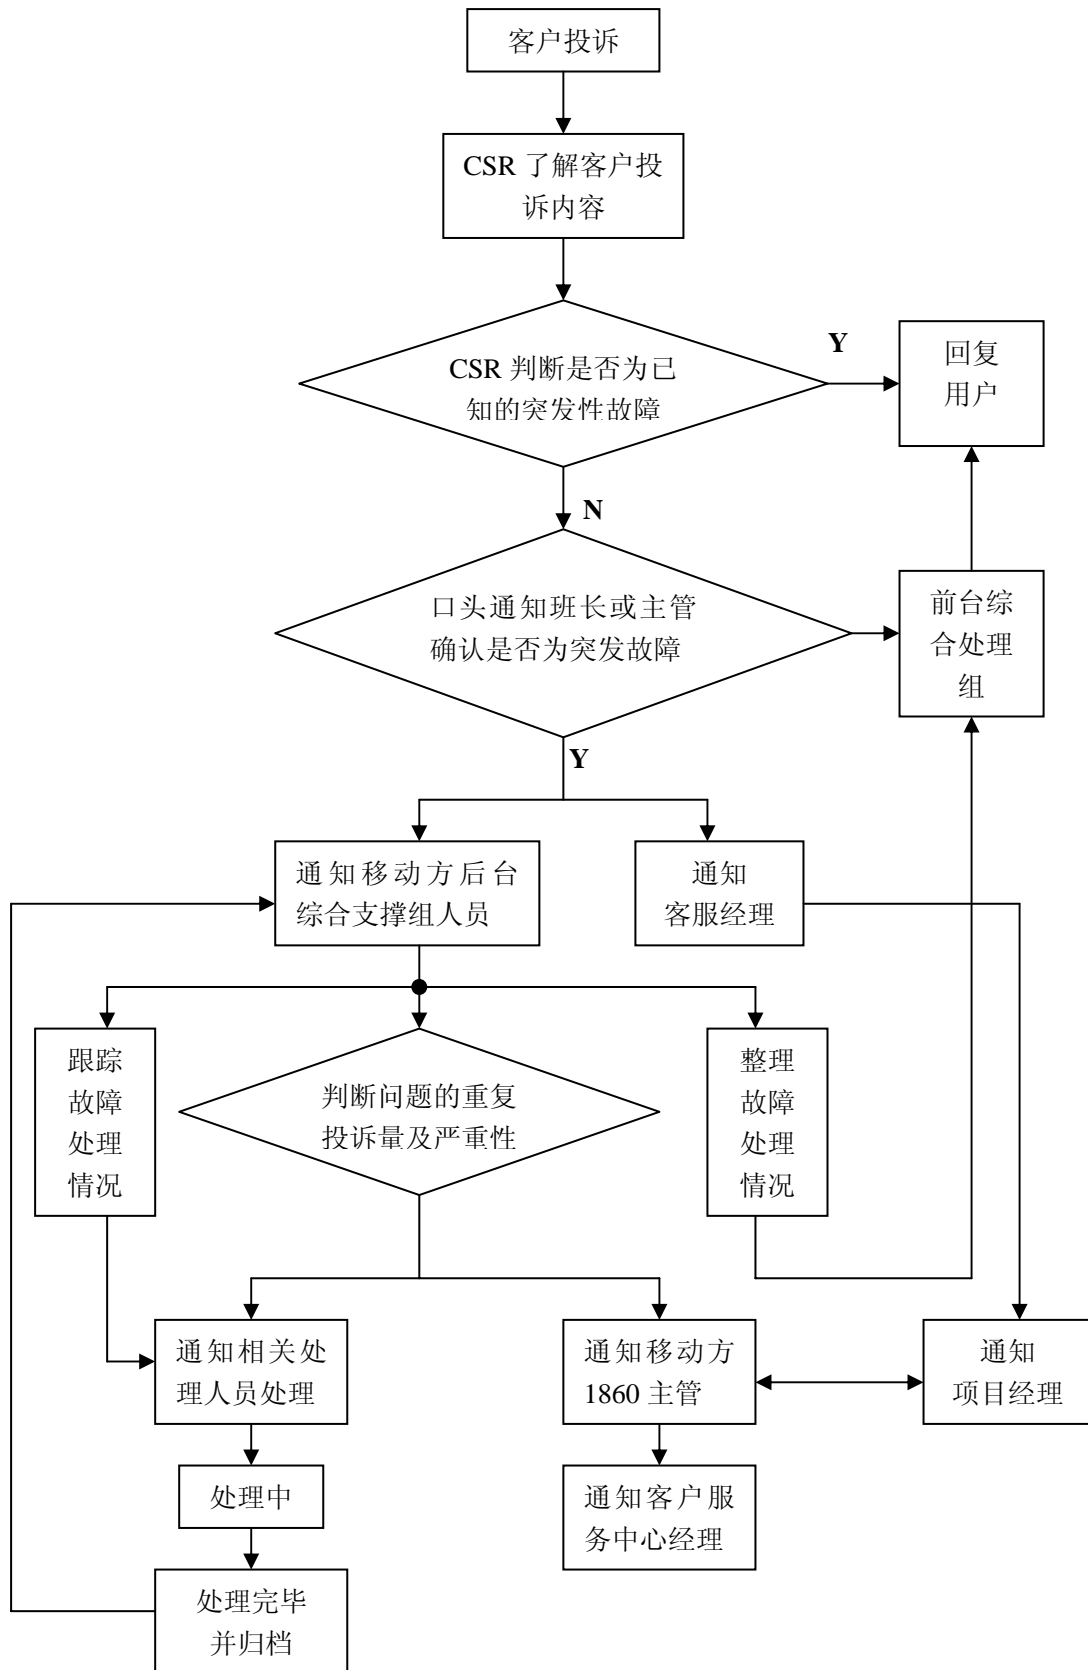 客户投诉
CSR 了解客户投
诉内容
CSR 判断是否为已
知的突发性故障
Y
回复
用户
N
口头通知班长或主管
确认是否为突发故障
前台综
合处理
组
Y
通知移动方后台
综合支撑组人员
通知
客服经理
跟踪
故障
处理
情况
判断问题的重复
投诉量及严重性
整理
故障
处理
情况
通知相关处
理人员处理
通知移动方
1860 主管
通知
项目经理
处理中
通知客户服
务中心经理
处理完毕
并归档